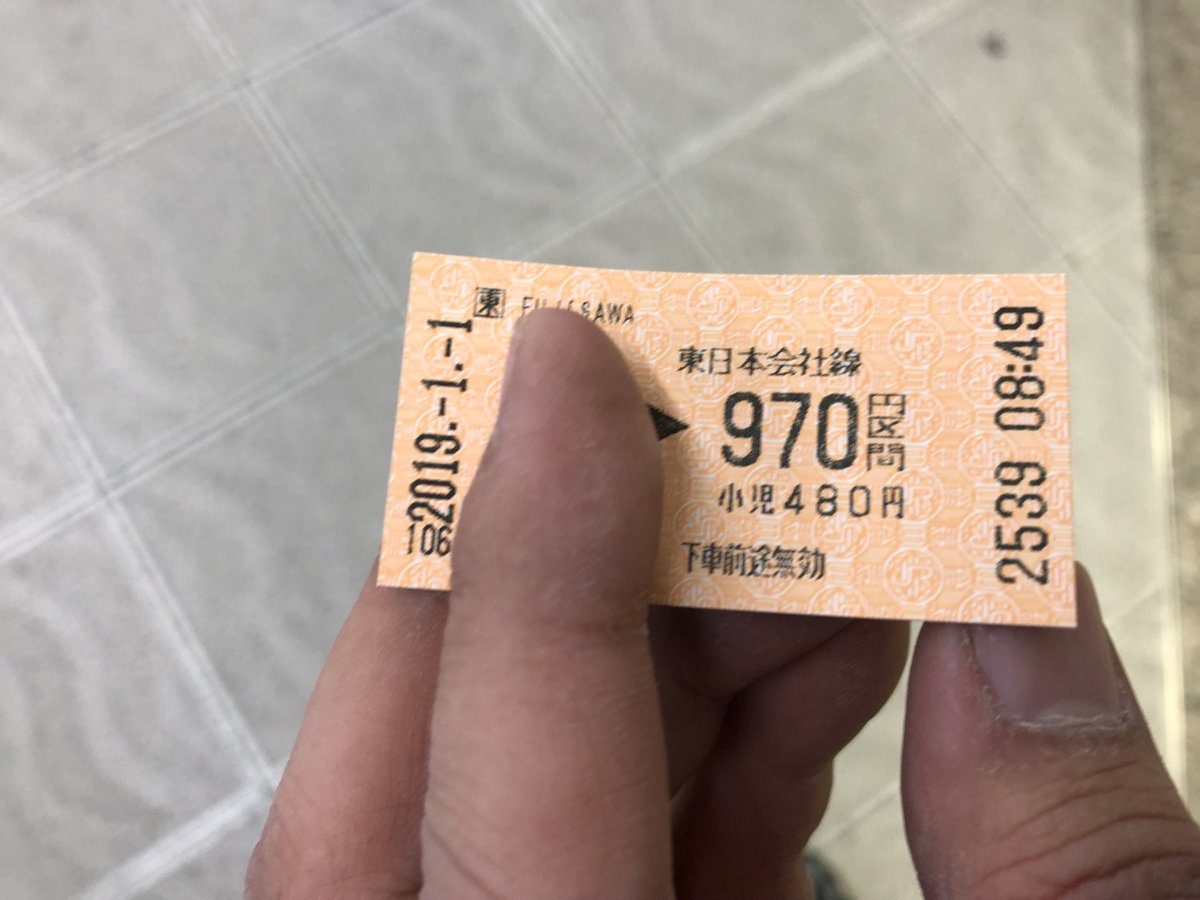 東 FUJISAWA
東日本会社線
970円区間
小児480円
下車前途無効
2019.-1.-1
106
2539 08:49